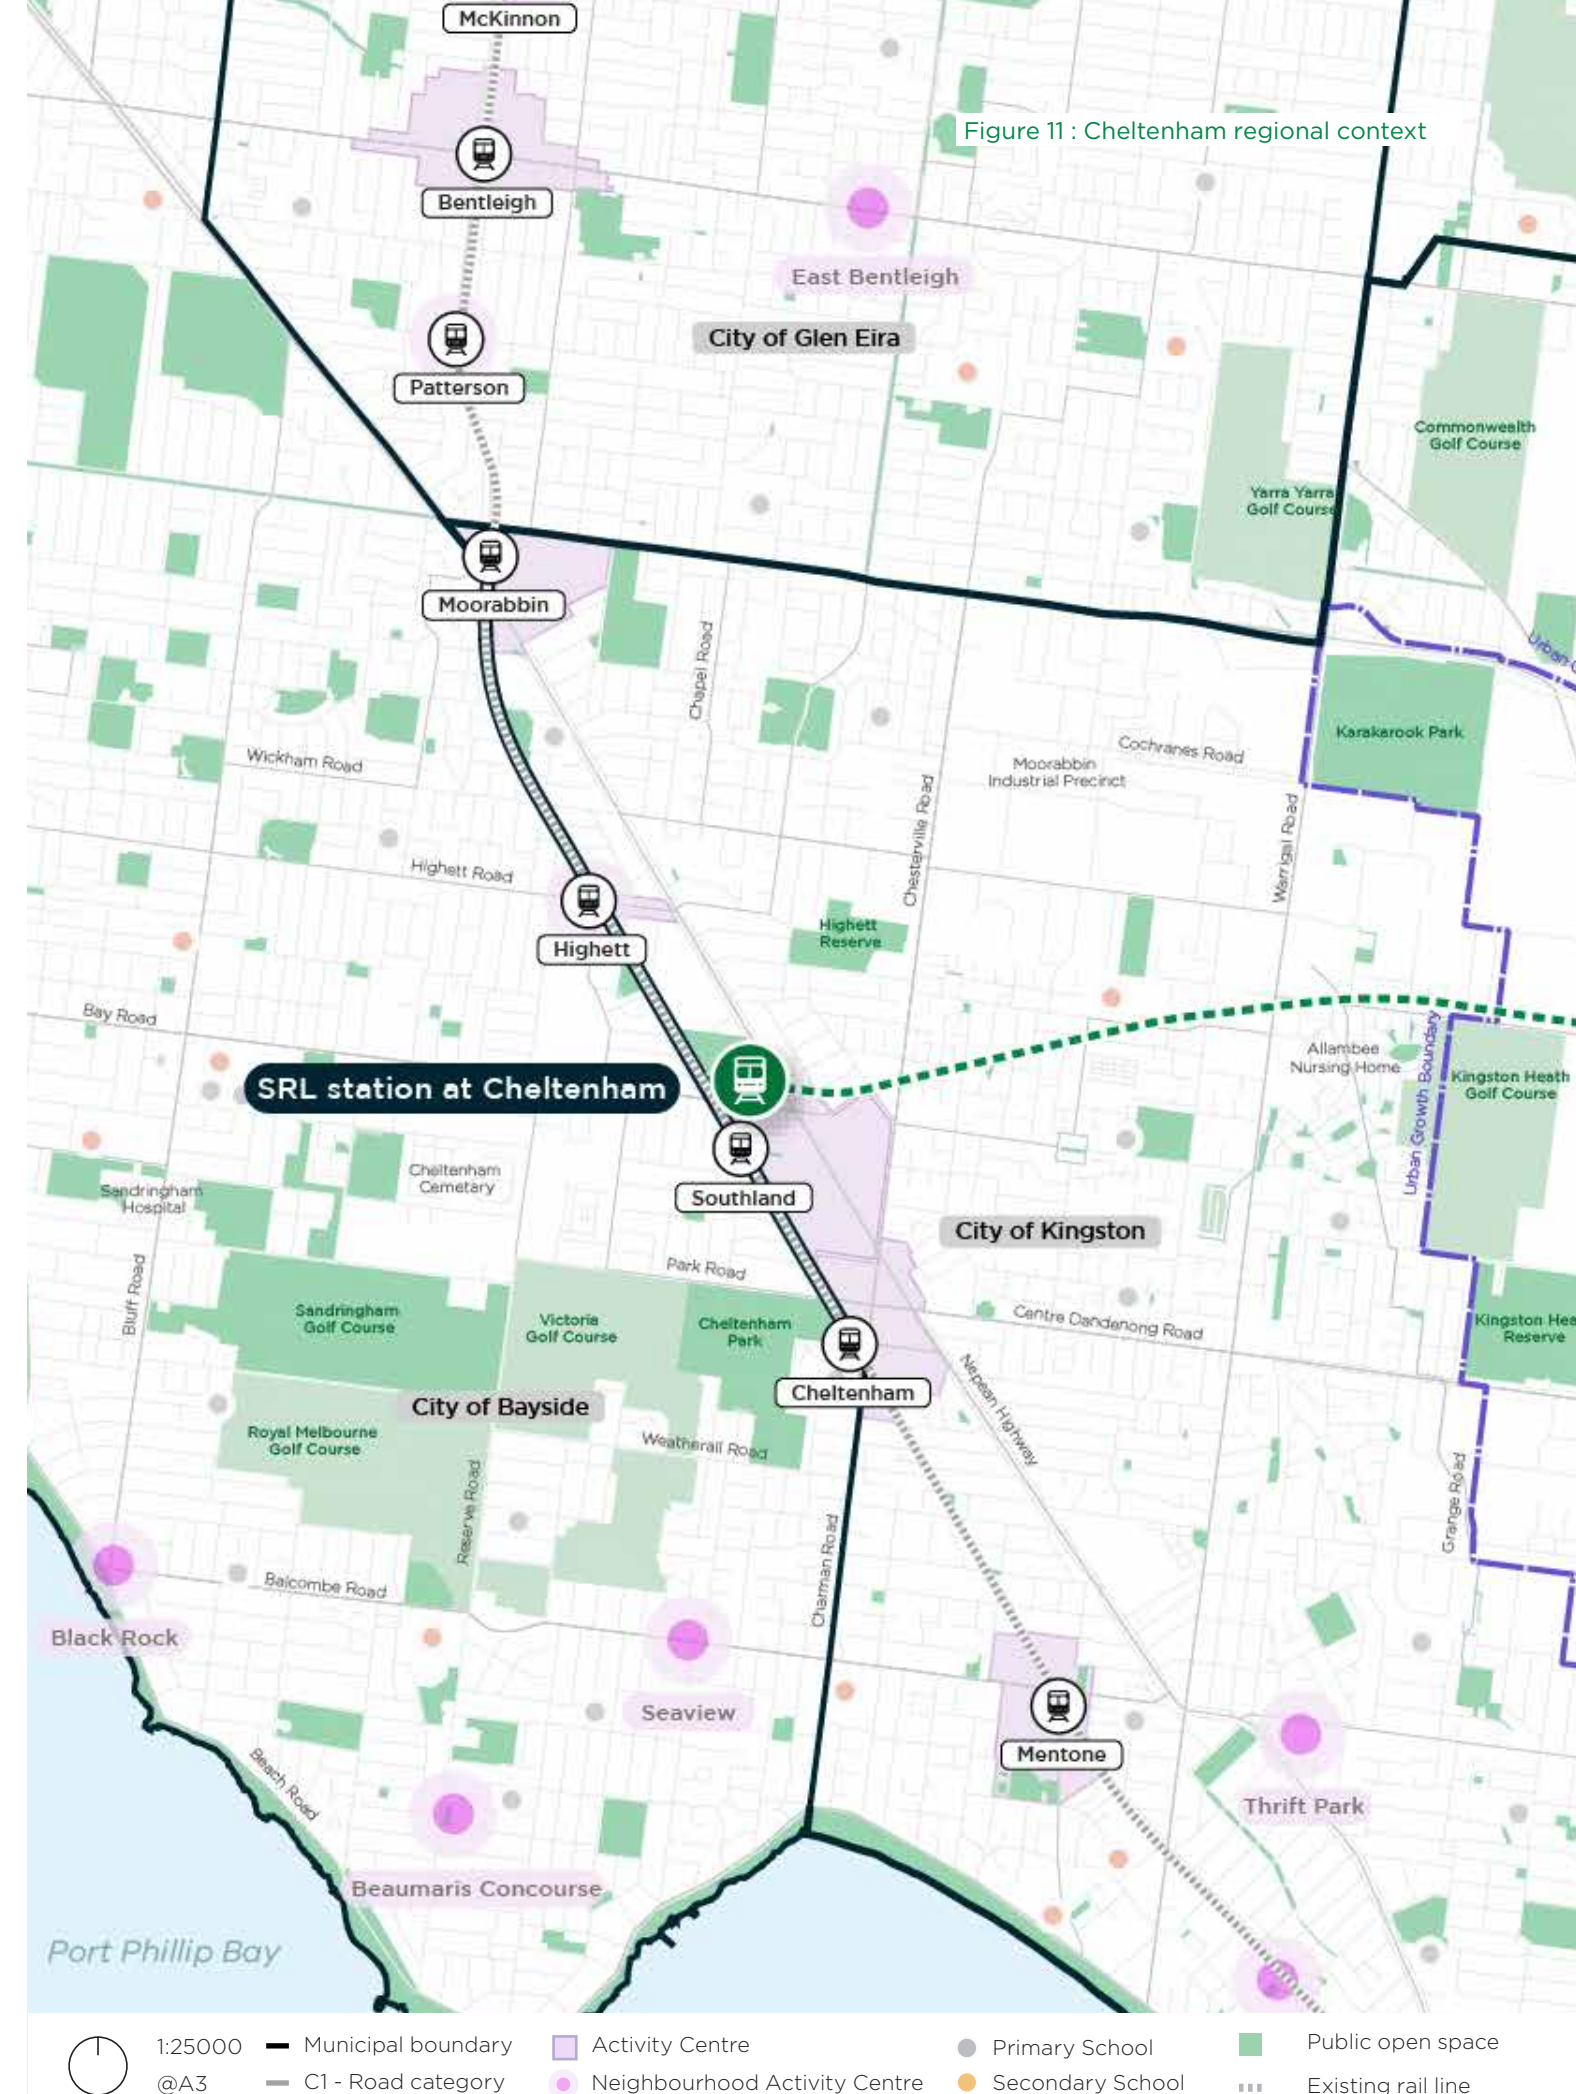 McKinnon
Figure 11 : Cheltenham regional context
Bentleigh
East Bentleigh
City of Glen Eira
Patterson
Commonwealth
Golf Course
Yarra Yarra
Golf Course
Moorabbin
Chapel Road
Urban
Karakarook Park
Cochranes Road
Wickham Road
Moorabbin
Industrial Precinct
Chesterville Road
Warrigal Road
Highett Road
Highett
Reserve
Highett
Bay Road
Allambee
Nursing Home
Urban Growth Boundary
SRL station at Cheltenham
Kingston Heath
Golf Course
Cheltenham
Cemetary
Sandringham
Hospital
Southland
City of Kingston
Park Road
Bluff Road
Sandringham
Golf Course
Victoria
Golf Course
Cheltenham
Park
Centre Dandenong Road
Kingston Hea
Reserve
Cheltenham
Nepean Highway
City of Bayside
Royal Melbourne
Golf Course
Weatherall Road
Reserve Road
Grange Road
Charman Road
Balcombe Road
Black Rock
Seaview
Mentone
Beach Road
Thrift Park
Beaumaris Concourse
Port Phillip Bay
1:25000
@A3
Municipal boundary
C1 - Road category
Activity Centre
Neighbourhood Activity Centre
Primary School
Secondary School
Public open space
Existing rail line